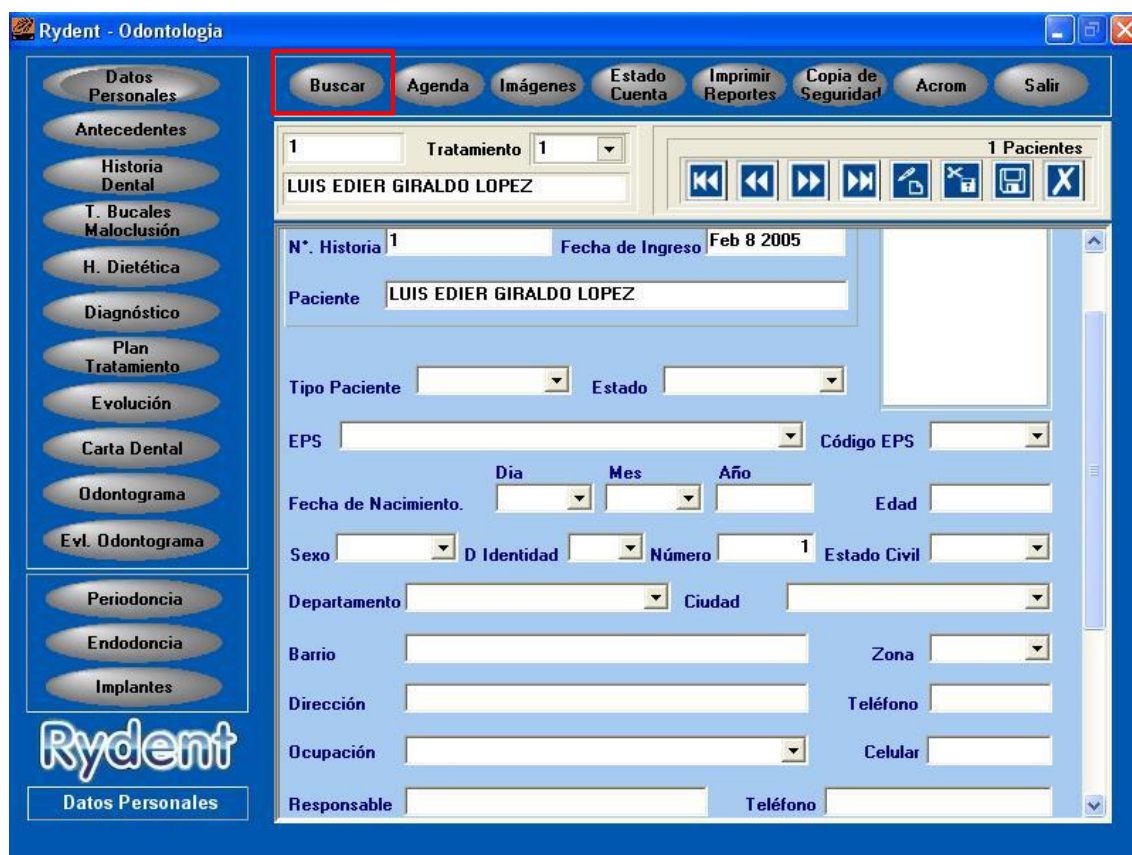 Rydent - Odontologia
Datos
Personales
Antecedentes
Historia
Dental
T. Bucales
Maloclusión
H. Dietética
Diagnóstico
Plan
Tratamiento
Evolución
Carta Dental
Odontograma
Evl. Odontograma
Periodoncia
Endodoncia
Implantes
Rydent
Datos Personales
Buscar Agenda Imágenes Estado Cuenta Imprimir Reportes Copia de Seguridad Acrom Salir
1 Tratamiento 1 1 Pacientes
LUIS EDIER GIRALDO LOPEZ
N°. Historia 1 Fecha de Ingreso Feb 8 2005
Paciente LUIS EDIER GIRALDO LOPEZ
Tipo Paciente Estado
EPS Código EPS
Dia Mes Año
Fecha de Nacimiento. Edad
Sexo D Identidad Número 1 Estado Civil
Departamento Ciudad
Barrio Zona
Dirección Teléfono
Ocupación Celular
Responsable Teléfono